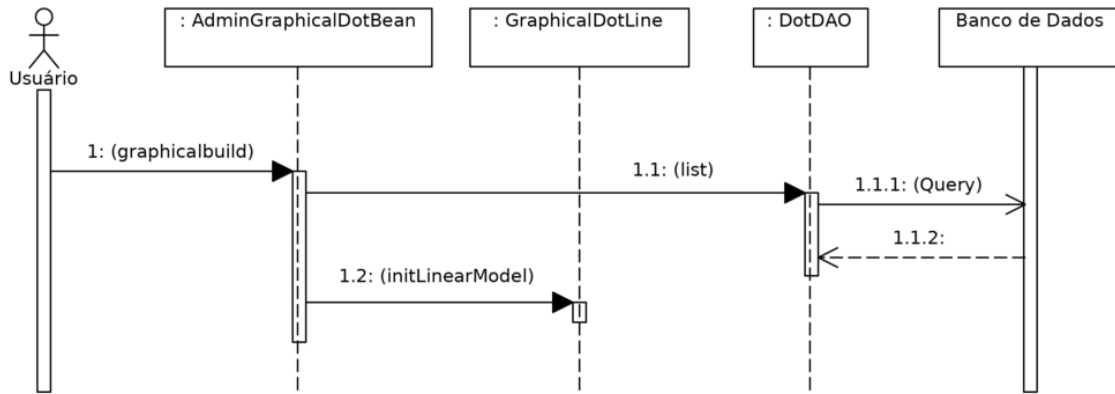 : AdminGraphicalDotBean
: GraphicalDotLine
: DotDAO
Banco de Dados
Usuário
1: (graphicalbuild)
1.1: (list)
1.1.1: (Query)
1.1.2:
1.2: (initLinearModel)